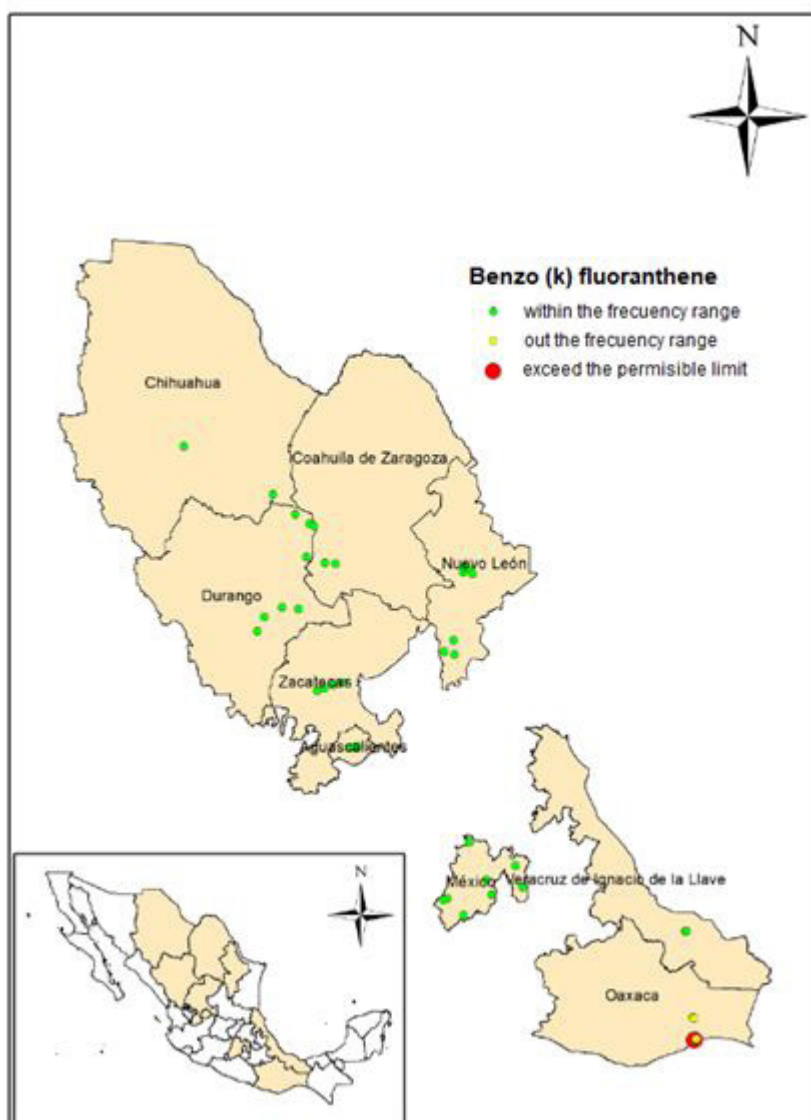 N
Benzo (k) fluoranthene
within the frecuency range
out the frecuency range
exceed the permisible limit
Chihuahua
Coahuila de Zaragoza
Nuevo León
Durango
Zacatecas
Aguascalientes
México
Veracruz de Ignacio de la Llave
Oaxaca
N